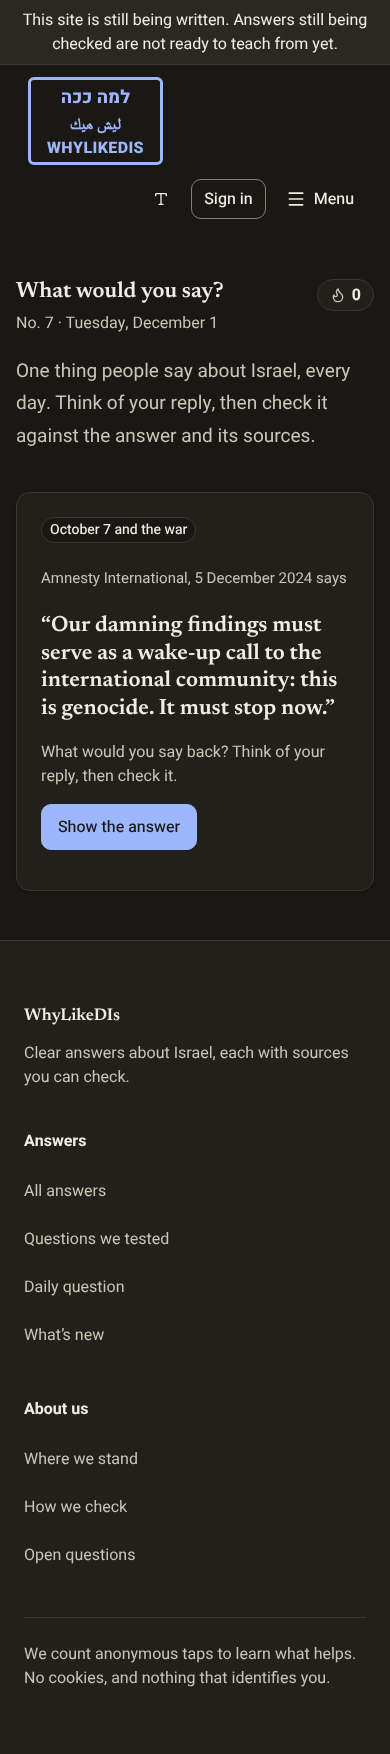 This site is still being written. Answers still being
checked are not ready to teach from yet.
למה ככה
ليش هيك
WHYLIKEDIS
T
Sign in
Menu
What would you say?
0
No. 7 · Tuesday, December 1
One thing people say about Israel, every
day. Think of your reply, then check it
against the answer and its sources.
October 7 and the war
Amnesty International, 5 December 2024 says
“Our damning findings must
serve as a wake-up call to the
international community: this
is genocide. It must stop now.”
What would you say back? Think of your
reply, then check it.
Show the answer
WhyLikeDIs
Clear answers about Israel, each with sources
you can check.
Answers
All answers
Questions we tested
Daily question
What’s new
About us
Where we stand
How we check
Open questions
We count anonymous taps to learn what helps.
No cookies, and nothing that identifies you.